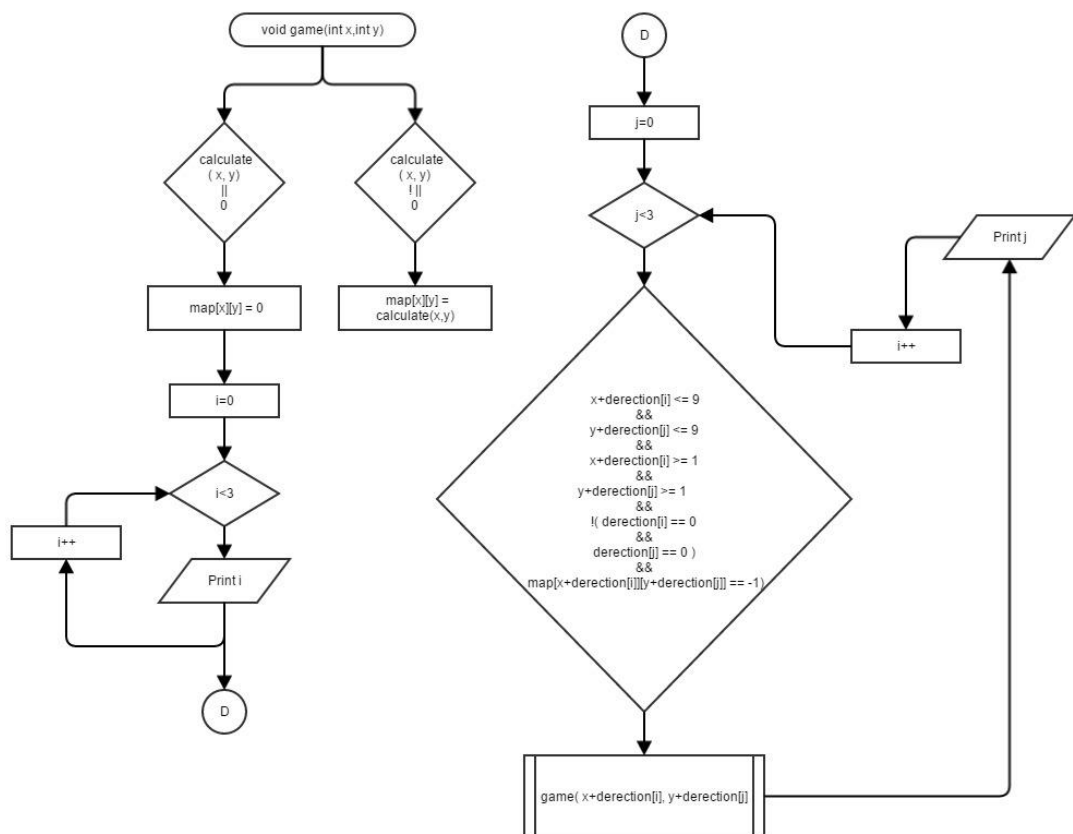 void game(int x,int y)
calculate
( x, y)
||
0
calculate
( x, y)
! ||
0
map[x][y] = 0
map[x][y] =
calculate(x,y)
i=0
i<3
i++
Print i
D
D
j=0
j<3
Print j
i++
x+derection[i] <= 9
&&
y+derection[j] <= 9
&&
x+derection[i] >= 1
&&
y+derection[j] >= 1
&&
!( derection[i] == 0
&&
derection[j] == 0 )
&&
map[x+derection[i]][y+derection[j]] == -1)
game( x+derection[i], y+derection[j]